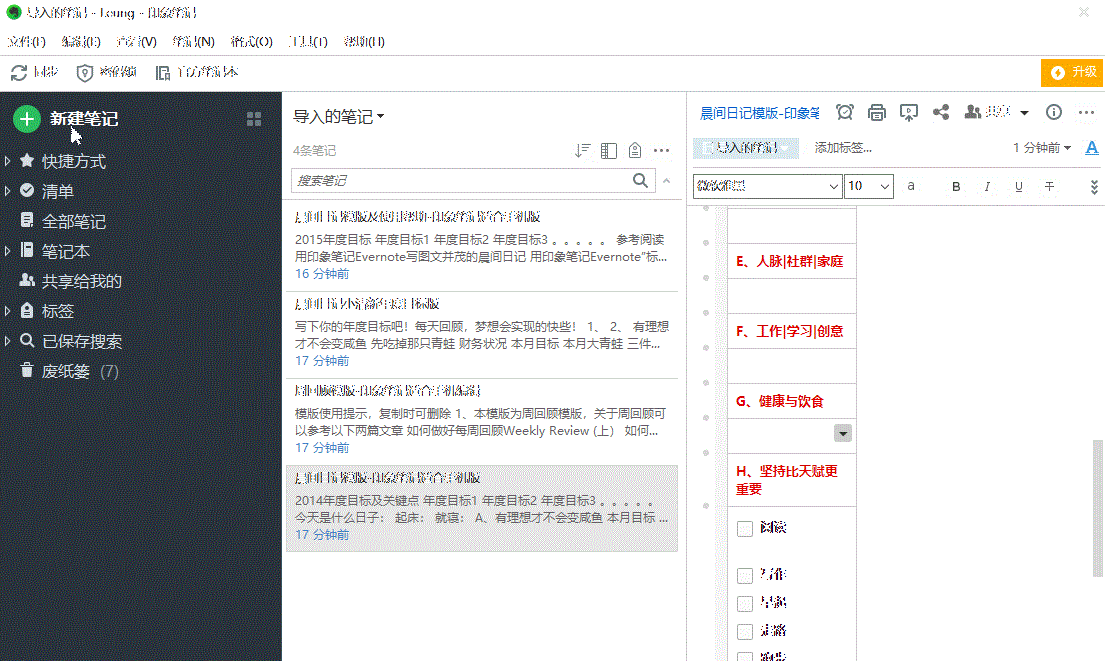 导入的笔记 - Leung - 印象笔记
文件(F) 编辑(E) 查看(V) 笔记(N) 格式(O) 工具(T) 帮助(H)
同步
升级
新建笔记
快捷方式
清单
全部笔记
笔记本
共享给我的
标签
已保存搜索
废纸篓 (7)
导入的笔记
4条笔记
搜索笔记
2015年度目标 年度目标1 年度目标2 年度目标3 。。。。。 参考阅读
用印象笔记Evernote写图文并茂的晨间日记 用印象笔记Evernote"标...
16 分钟前
写下你的年度目标吧！每天回顾，梦想会实现的快些！ 1、 2、 有理想
才不会变咸鱼 先吃掉那只青蛙 财务状况 本月目标 本月大青蛙 三件...
17 分钟前
模版使用提示，复制时可删除 1、本模版为周回顾模版，关于周回顾可
以参考以下两篇文章 如何做好每周回顾Weekly Review (上） 如何...
17 分钟前
2014年度目标及关键点 年度目标1 年度目标2 年度目标3 。。。。。
今天是什么日子： 起床： 就寝： A、有理想才不会变咸鱼 本月目标 ...
17 分钟前
晨间日记模版-印象笔
共享
导入的笔记
添加标签...
1 分钟前
10
a B I U T
E、人脉|社群|家庭
F、工作|学习|创意
G、健康与饮食
H、坚持比天赋更
重要
阅读
写作
早起
走路